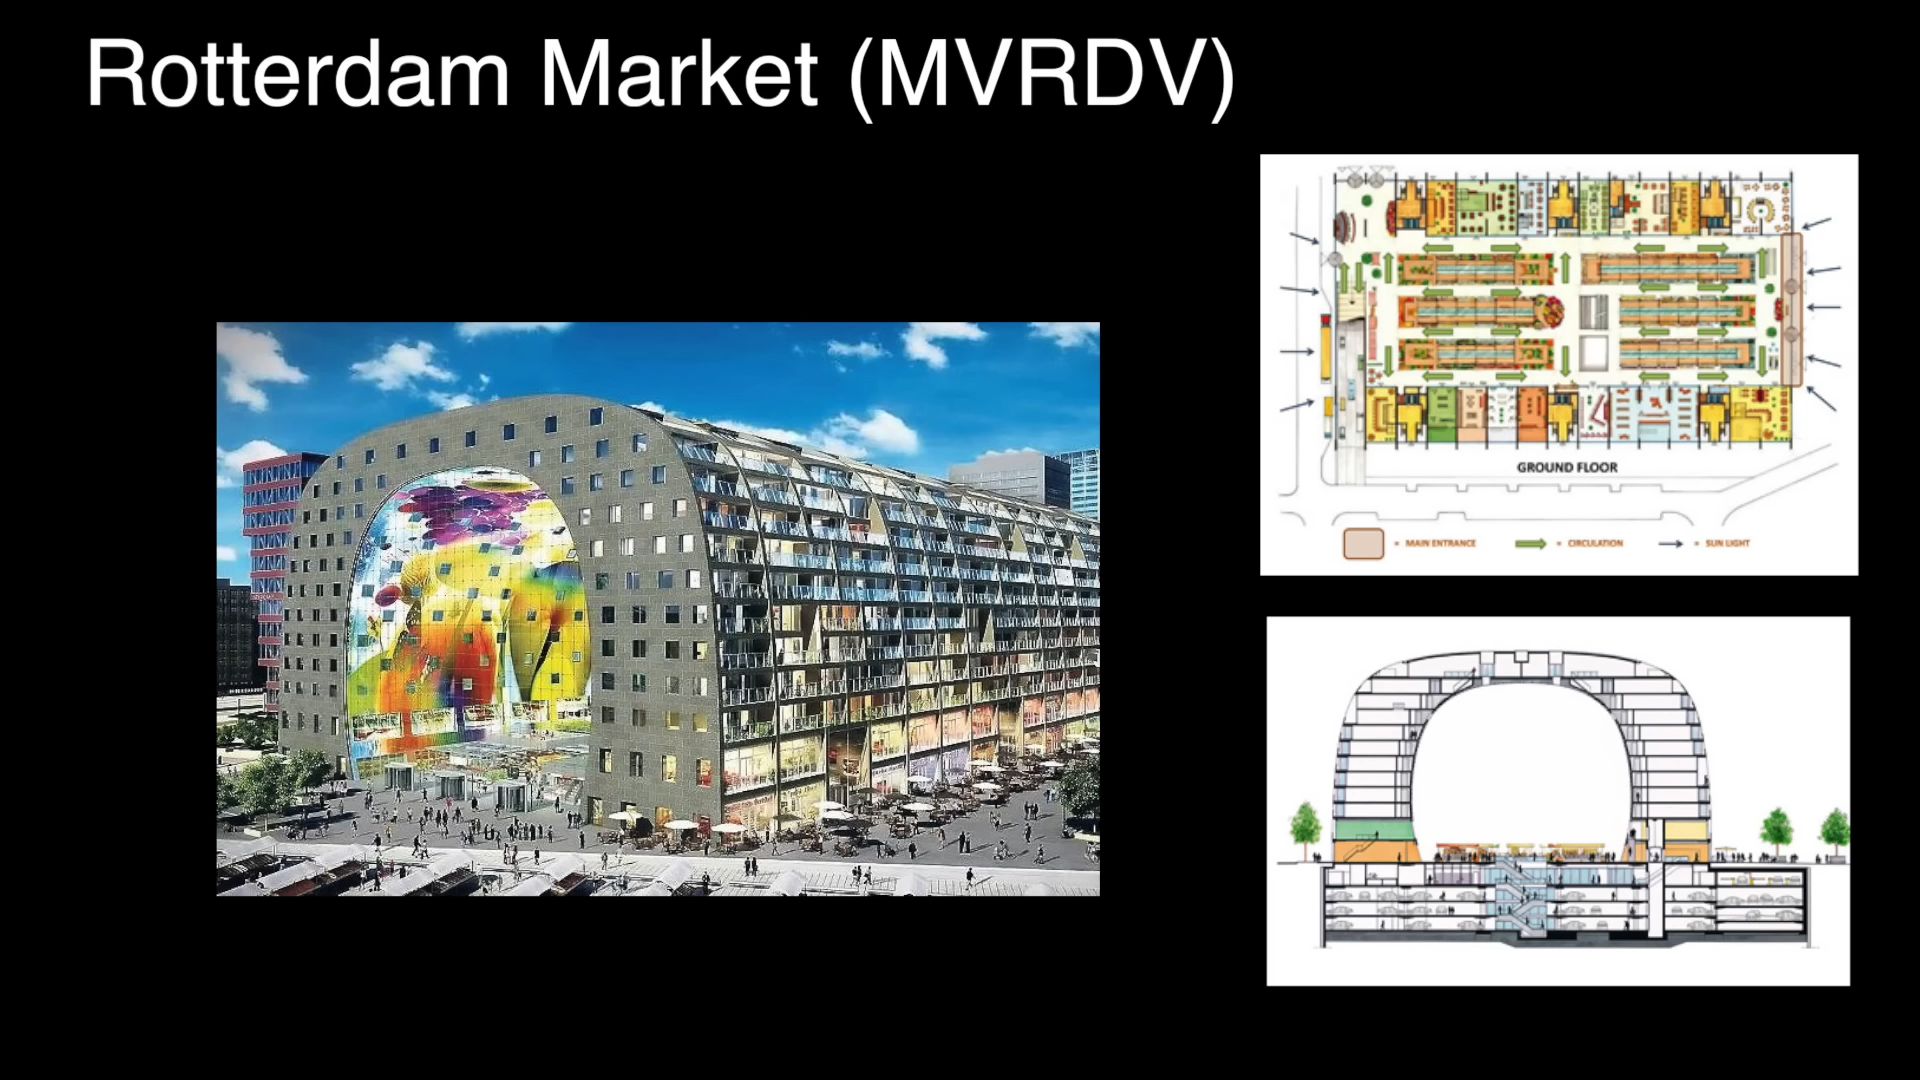 Rotterdam Market (MVRDV)
GROUND FLOOR
= MAIN ENTRANCE
= CIRCULATION
= SUN LIGHT